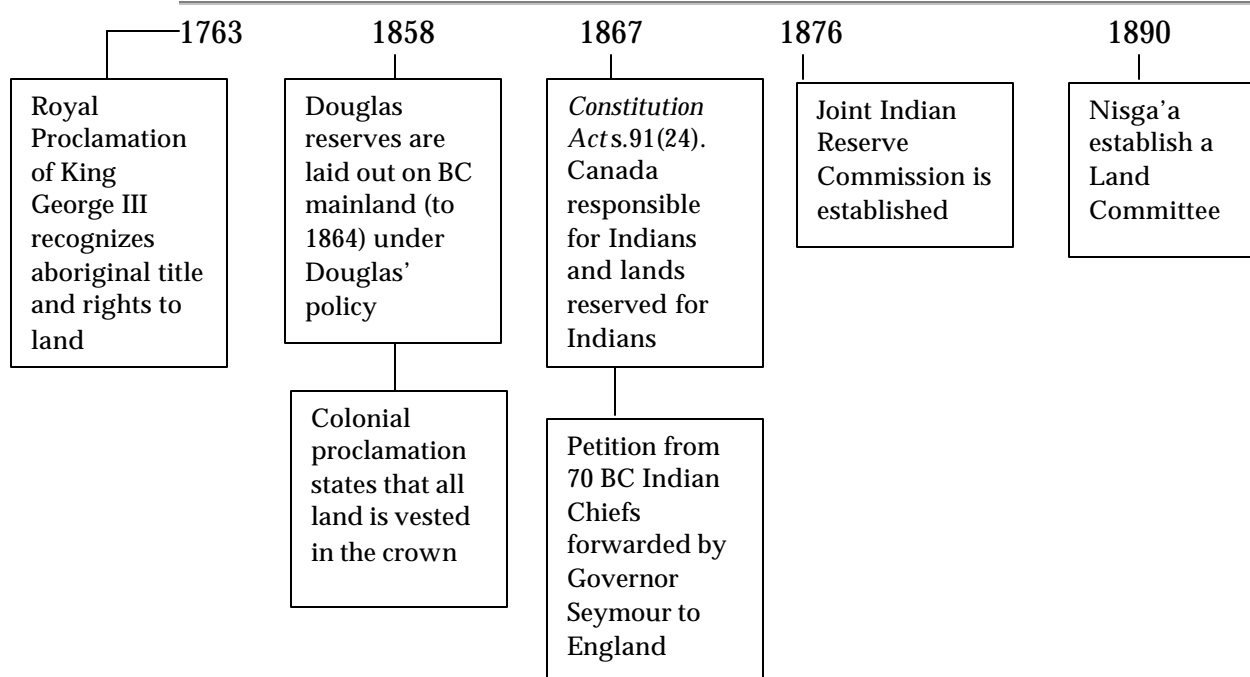 1763 1858 1867 1876 1890
Royal
Proclamation
of King
George III
recognizes
aboriginal title
and rights to
land
Douglas
reserves are
laid out on BC
mainland (to
1864) under
Douglas’
policy
Colonial
proclamation
states that all
land is vested
in the crown
Constitution
Act s.91(24).
Canada
responsible
for Indians
and lands
reserved for
Indians
Petition from
70 BC Indian
Chiefs
forwarded by
Governor
Seymour to
England
Joint Indian
Reserve
Commission is
established
Nisga’a
establish a
Land
Committee